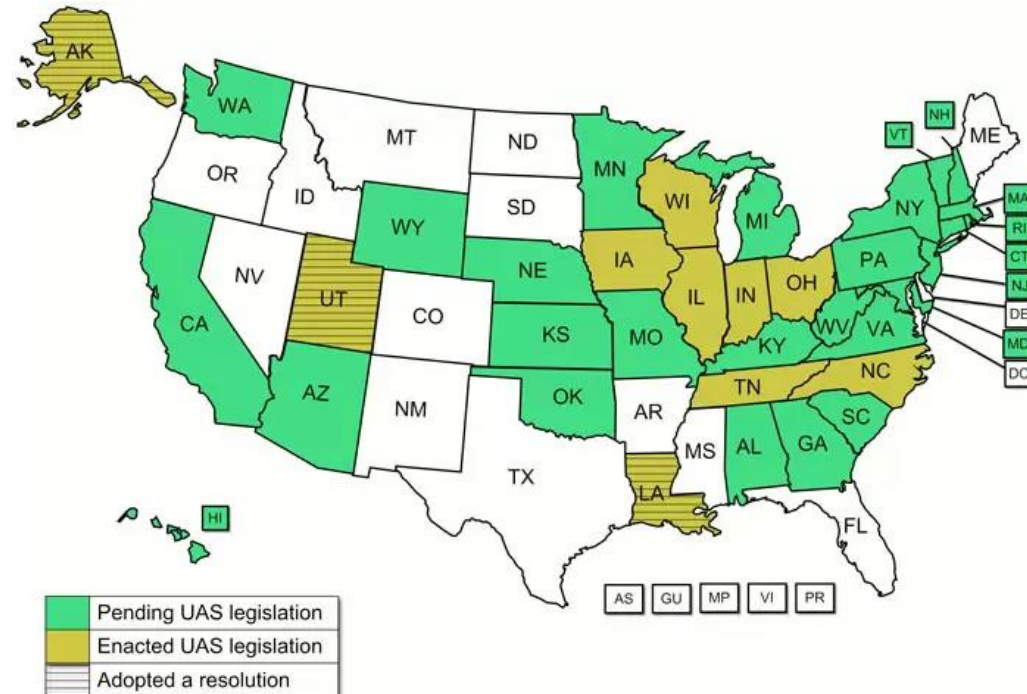 AK
WA
NH
VT
ME
MT
ND
MN
OR
ID
SD
WI
MI
NY
MA
RI
CT
WY
NE
IA
PA
NJ
NV
UT
IL
IN
OH
DE
CA
CO
KS
MO
WV
VA
MD
KY
DC
AZ
NM
OK
TN
NC
AR
SC
MS
AL
GA
TX
LA
HI
FL
AS GU MP VI PR
Pending UAS legislation
Enacted UAS legislation
Adopted a resolution